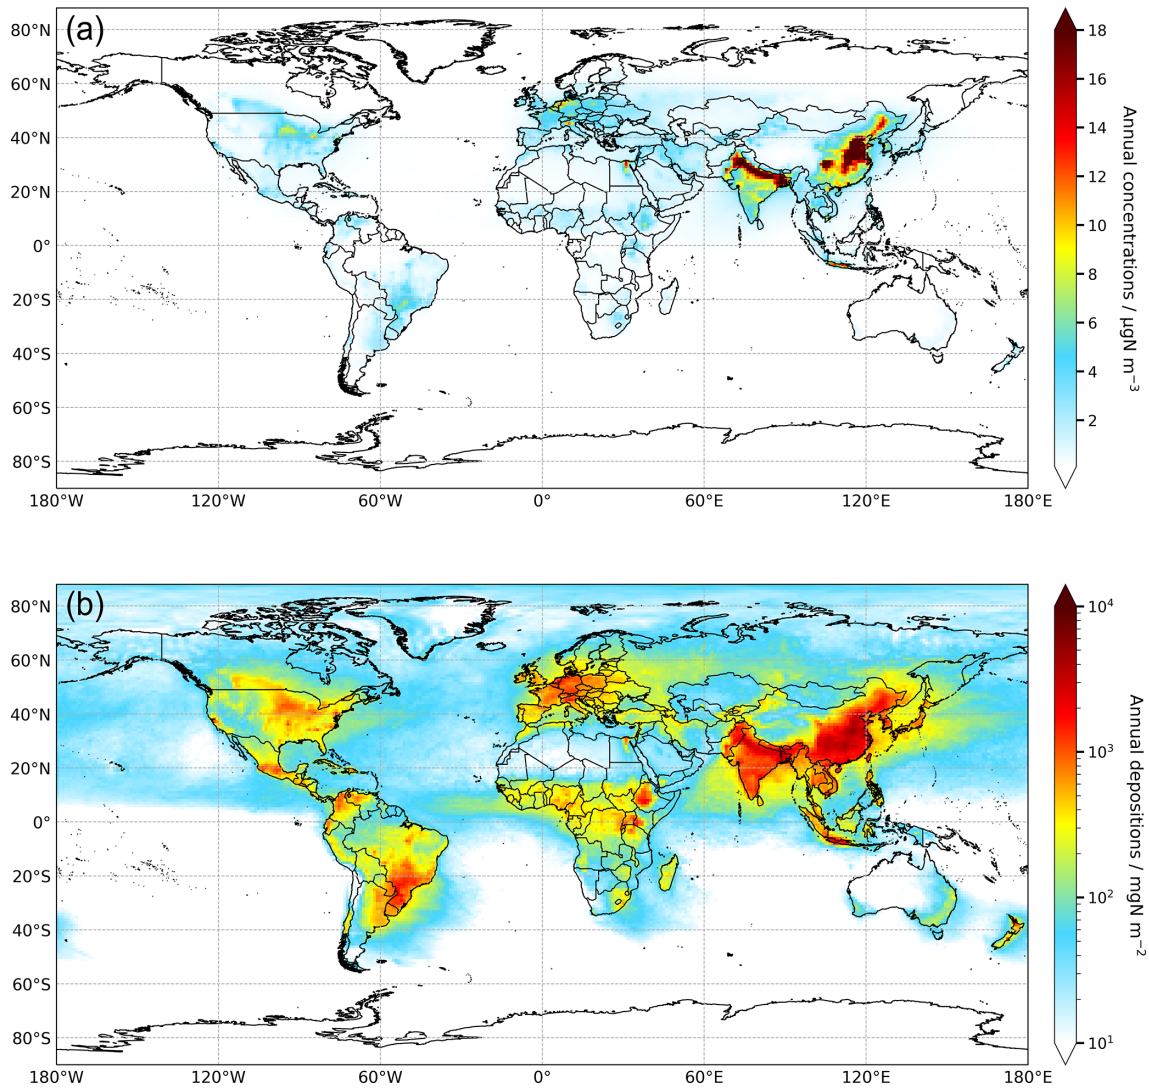 (a)
80°N
60°N
40°N
20°N
0°
20°S
40°S
60°S
80°S
180°W
120°W
60°W
0°
60°E
120°E
180°E
18
16
14
12
10
8
6
4
2
Annual concentrations / μgN m⁻³
(b)
80°N
60°N
40°N
20°N
0°
20°S
40°S
60°S
80°S
180°W
120°W
60°W
0°
60°E
120°E
180°E
10⁴
10³
10²
10¹
Annual depositions / mgN m⁻²